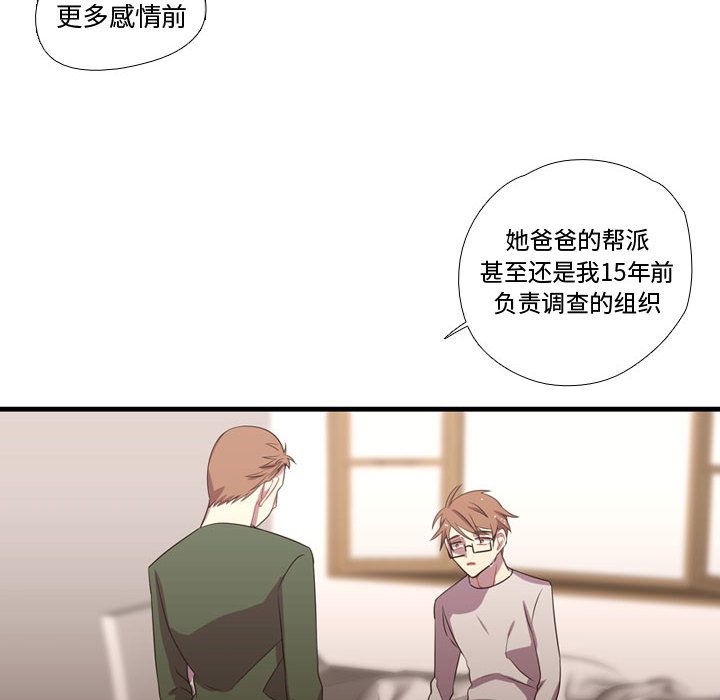 更多感情前
她爸爸的帮派
甚至还是我15年前
负责调查的组织